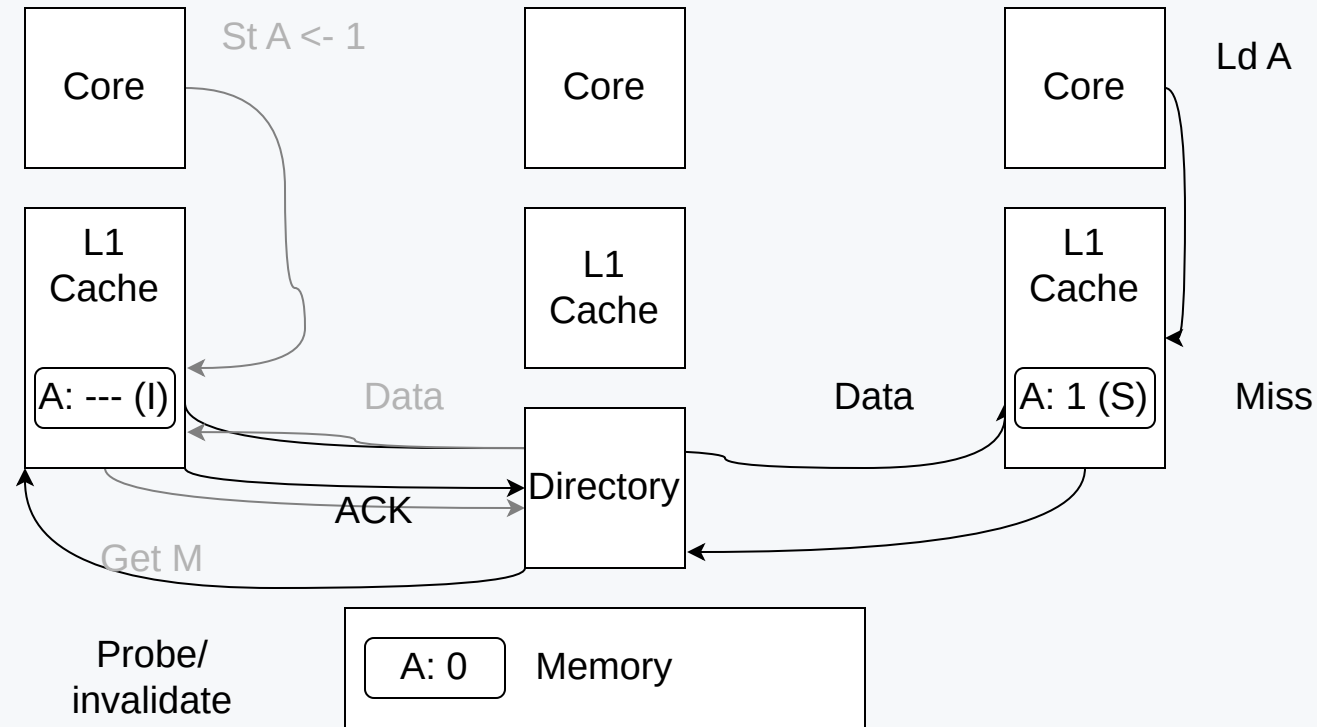 St A <- 1
Core
Core
Core
Ld A
L1
Cache
L1
Cache
L1
Cache
A: --- (I)
Data
Data
A: 1 (S)
Miss
Directory
ACK
Get M
Probe/
invalidate
A: 0
Memory